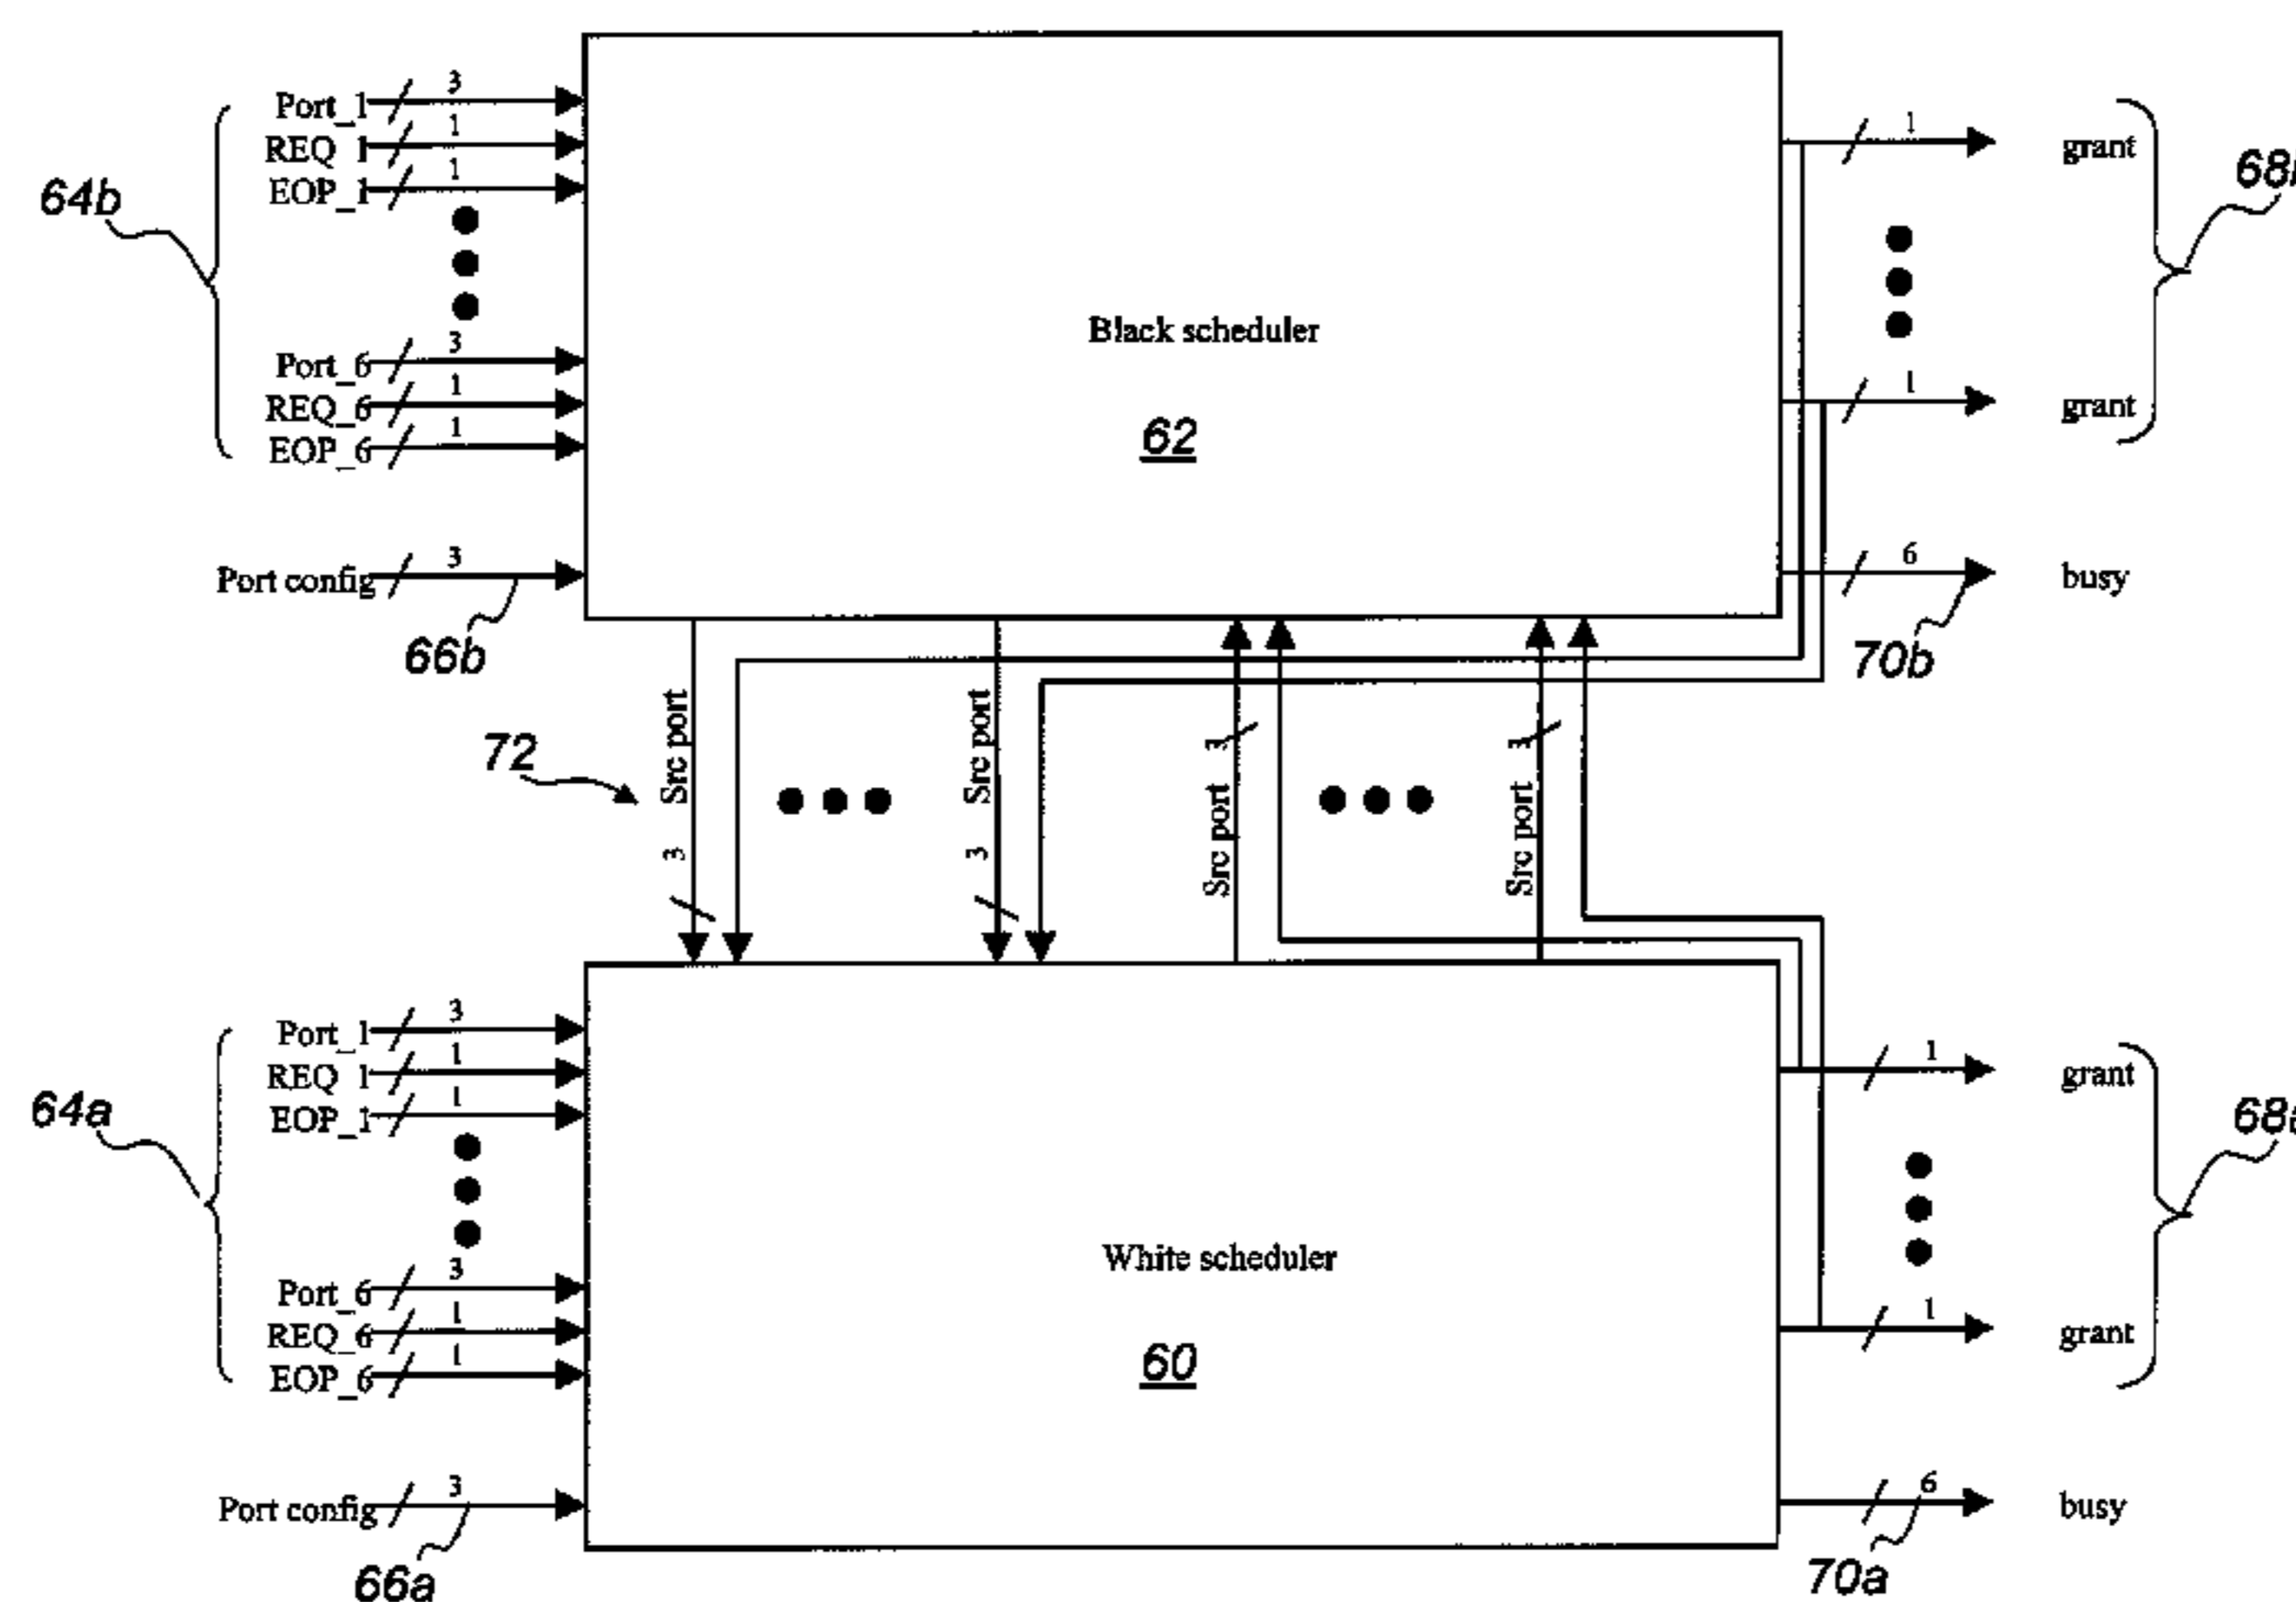 Port_1 3
REQ_1 1
EOP_1 1
64b
Port_6 3
REQ_6 1
EOP_6 1
Port config 3
66b
Black scheduler
62
1 grant
1 grant
6 busy
70b
72
Src port 3
Src port 3
Src port 3
Src port 3
Port_1 3
REQ_1 1
EOP_1 1
64a
Port_6 3
REQ_6 1
EOP_6 1
Port config 3
66a
White scheduler
60
1 grant
1 grant
6 busy
70a